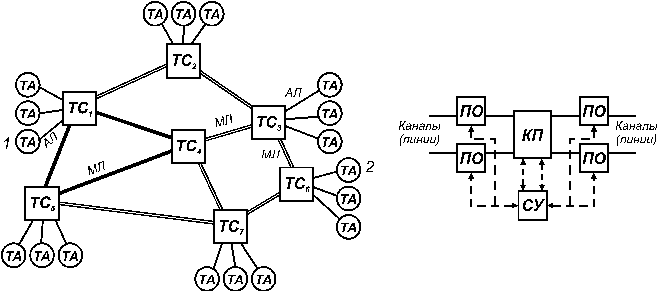 ТА ТА ТА
ТС2
ТА
ТА
1 ТА
ТС1
АЛ
АЛ
ТА
ТА
ТА
ТС3
МЛ
МЛ
ТС4
МЛ
ТС5
ТА ТА ТА
ТС6
ТА 2
ТА
ТА
ТС7
ТА ТА ТА
ПО ПО
Каналы
(линии)
КП
Каналы
(линии)
ПО ПО
СУ